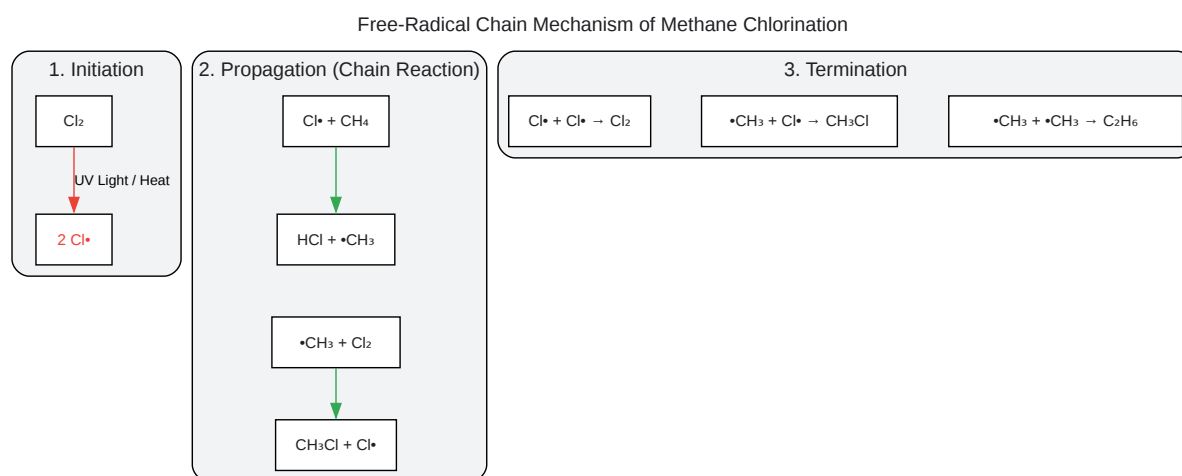 Free-Radical Chain Mechanism of Methane Chlorination
1. Initiation
Cl₂
UV Light / Heat
2 Cl•
2. Propagation (Chain Reaction)
Cl• + CH₄
HCl + •CH₃
•CH₃ + Cl₂
CH₃Cl + Cl•
3. Termination
Cl• + Cl• → Cl₂
•CH₃ + Cl• → CH₃Cl
•CH₃ + •CH₃ → C₂H₆